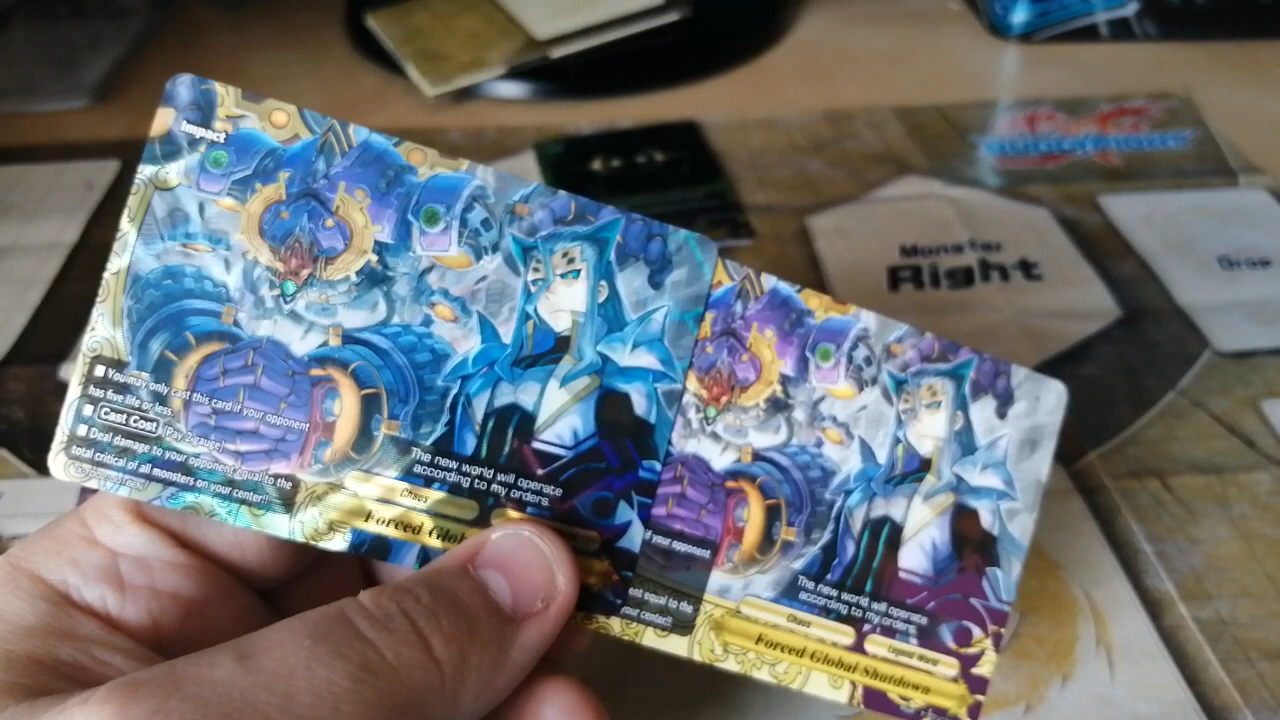 BUDDYFIGHT
Monster
Right
Drop
Impact
■ You may only cast this card if your opponent
has five life or less.
■ Cast Cost [Pay 2 gauge]
■ Deal damage to your opponent equal to the
total critical of all monsters on your center!!
The new world will operate
according to my orders.
Chaos
Forced Glob
if your opponent
ent equal to the
your center!!
The new world will operate
according to my orders.
Chaos
Legend World
Forced Global Shutdown